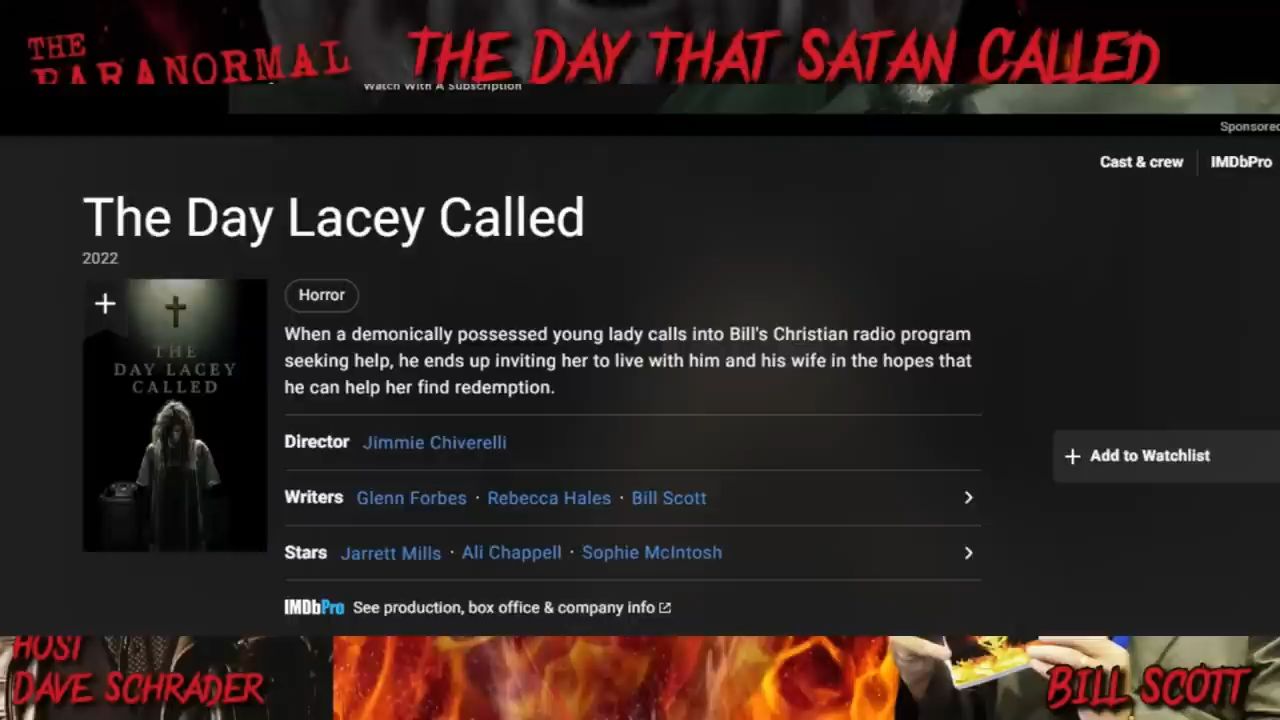 THE
PARANORMAL
THE DAY THAT SATAN CALLED
Watch With A Subscription
Sponsored
Cast & crew
IMDbPro
The Day Lacey Called
2022
THE
DAY LACEY
CALLED
Horror
When a demonically possessed young lady calls into Bill's Christian radio program
seeking help, he ends up inviting her to live with him and his wife in the hopes that
he can help her find redemption.
Director Jimmie Chiverelli
+ Add to Watchlist
Writers Glenn Forbes · Rebecca Hales · Bill Scott
Stars Jarrett Mills · Ali Chappell · Sophie McIntosh
IMDbPro See production, box office & company info
HOST
DAVE SCHRADER
BILL SCOTT